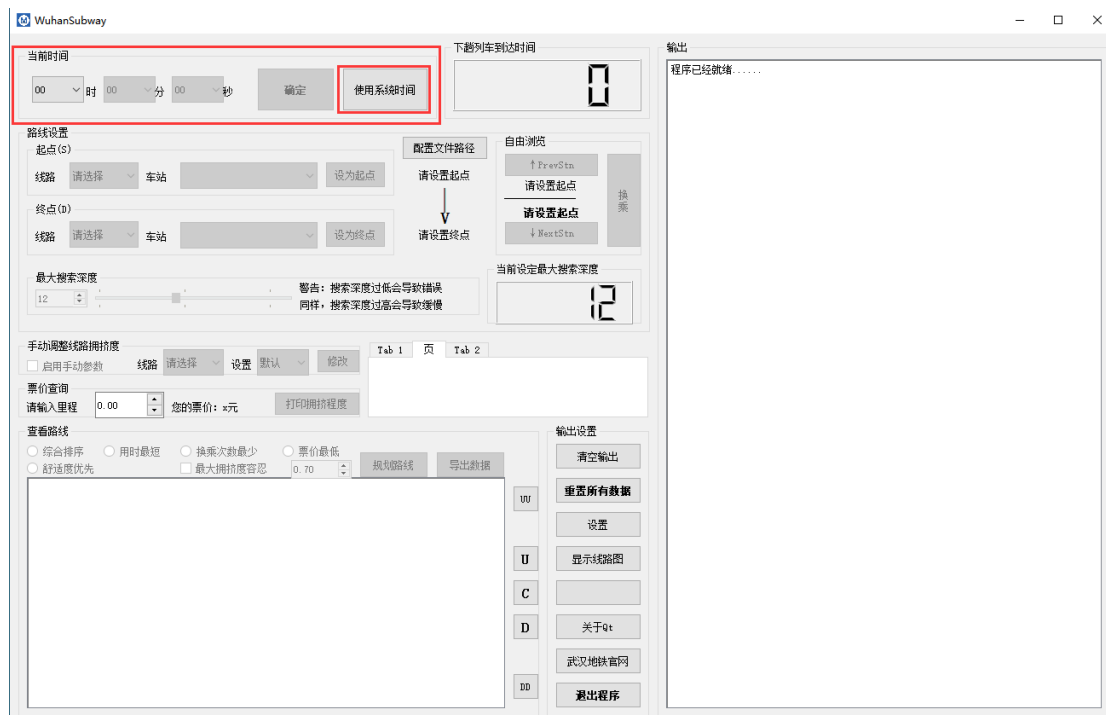 WuhanSubway
当前时间
00 时 00 分 00 秒 确定 使用系统时间
下趟列车到达时间
0
输出
程序已经就绪......
路线设置
起点(S)
线路 请选择 车站 设为起点
终点(D)
线路 请选择 车站 设为终点
配置文件路径
请设置起点
V
请设置终点
自由浏览
↑PrevStn
请设置起点
请设置起点
↓NextStn
换乘
最大搜索深度
12
警告：搜索深度过低会导致错误
同样，搜索深度过高会导致缓慢
当前设定最大搜索深度
12
手动调整线路拥挤度
启用手动参数 线路 请选择 设置 默认 修改
Tab 1 页 Tab 2
票价查询
请输入里程 0.00 您的票价：x元 打印拥挤程度
查看路线
综合排序 用时最短 换乘次数最少 票价最低
舒适度优先 最大拥挤度容忍 0.70 规划路线 导出数据
UU
U
C
D
DD
输出设置
清空输出
重置所有数据
设置
显示线路图
关于Qt
武汉地铁官网
退出程序